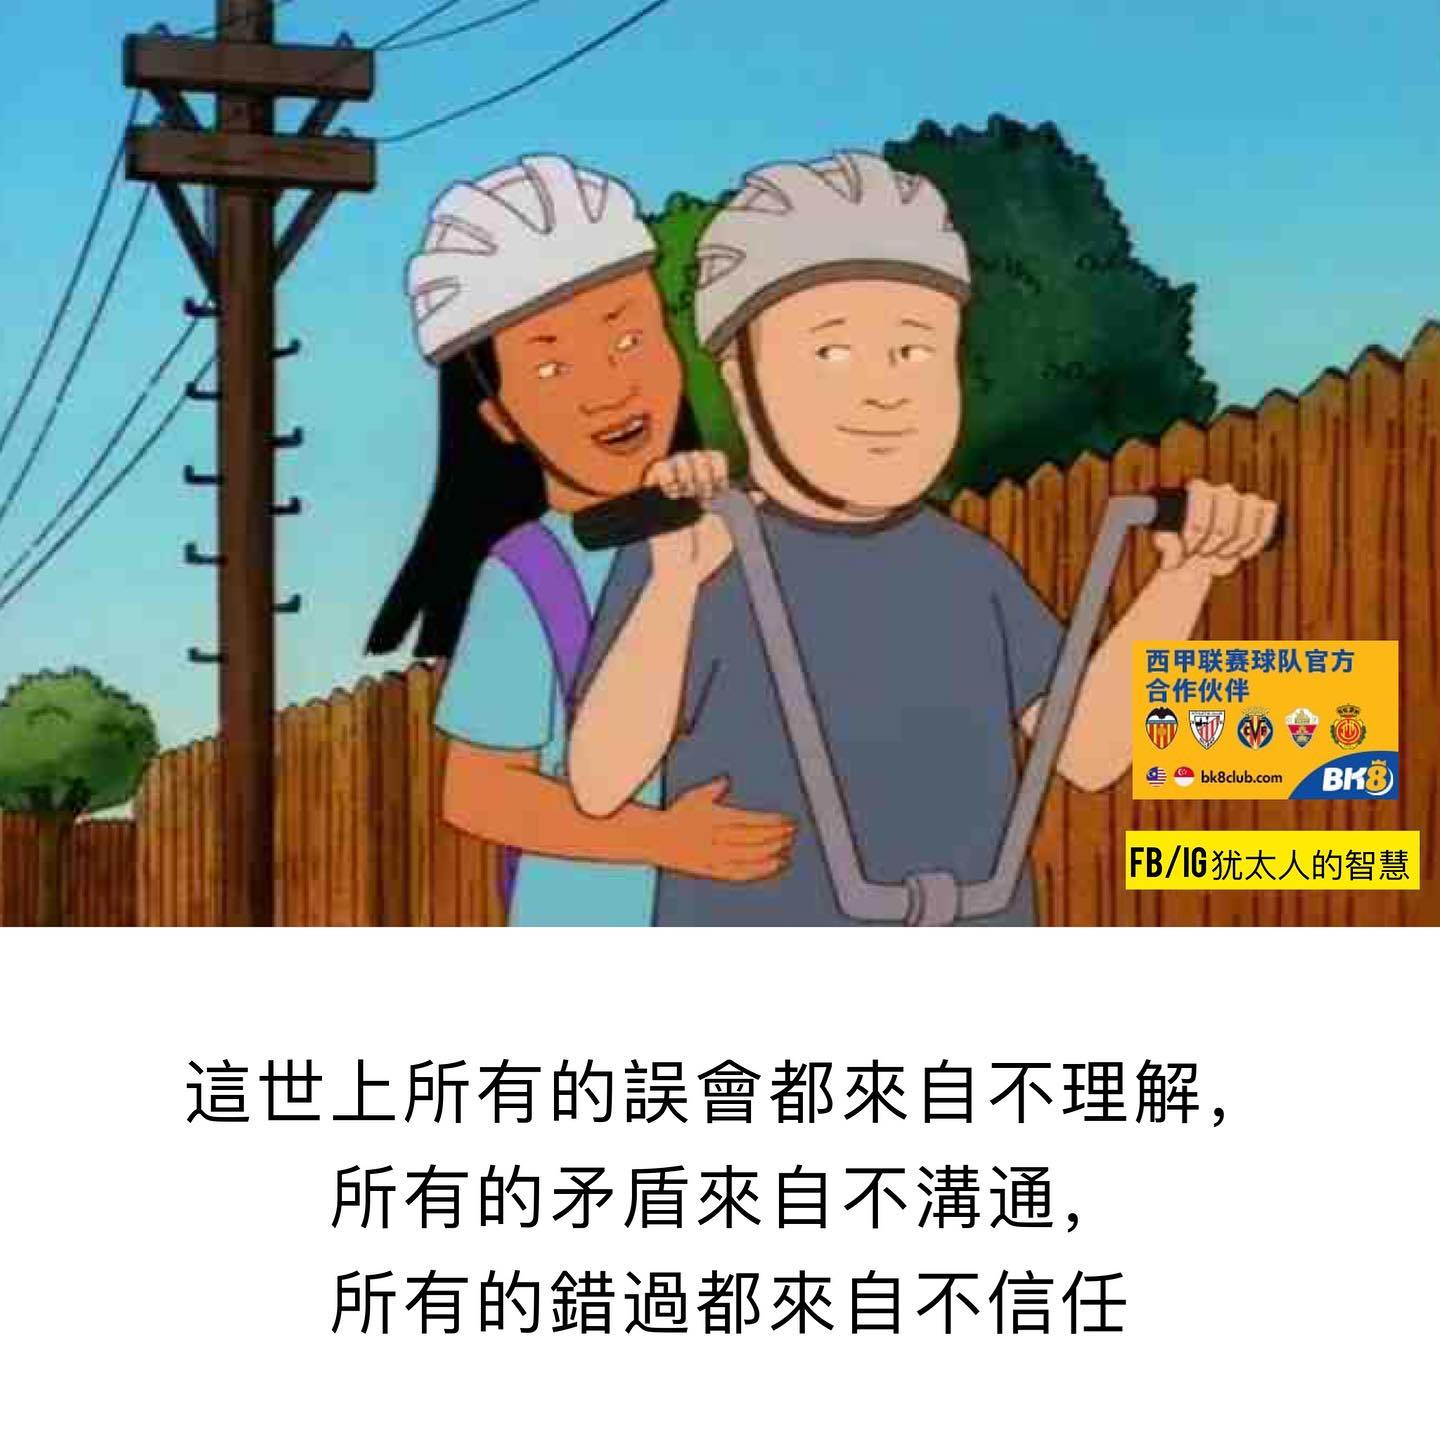 西甲联赛球队官方
合作伙伴
bk8club.com
BK8
FB/IG犹太人的智慧
這世上所有的誤會都來自不理解,
所有的矛盾來自不溝通,
所有的錯過都來自不信任